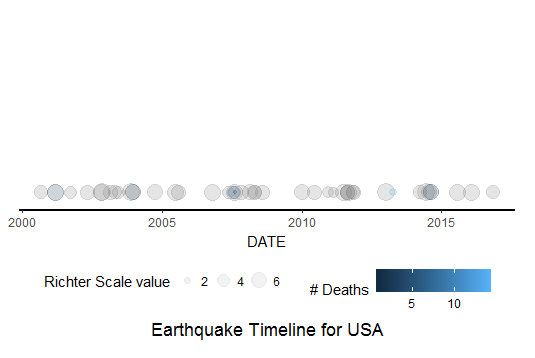 2000 2005 2010 2015
DATE
Richter Scale value 2 4 6
# Deaths
5 10
Earthquake Timeline for USA